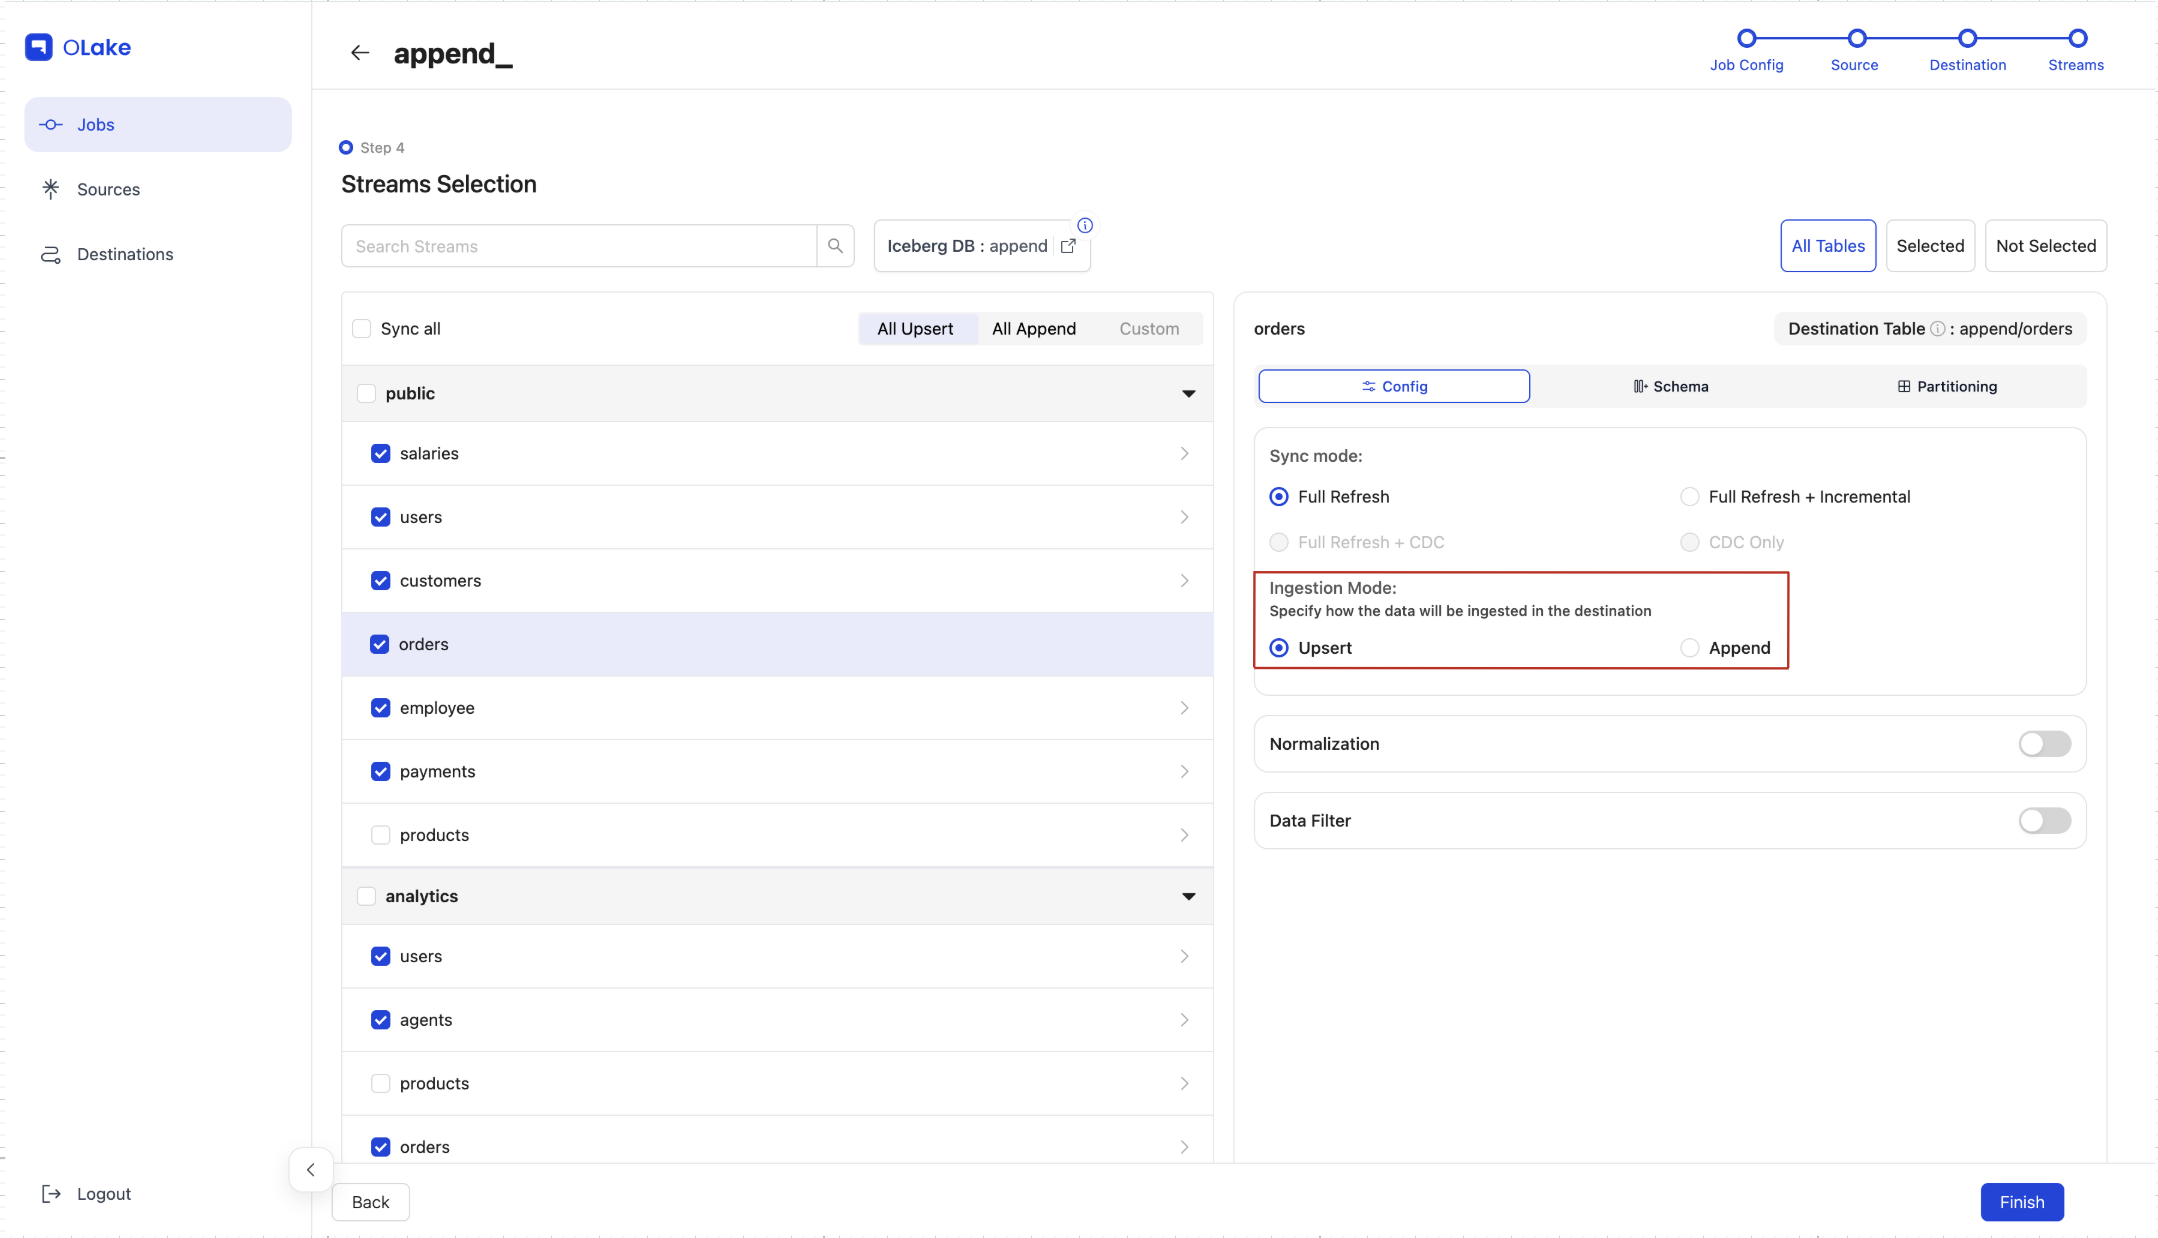 OLake
Jobs
Sources
Destinations
Logout
append_
Job Config
Source
Destination
Streams
Step 4
Streams Selection
Search Streams
Iceberg DB : append
All Tables
Selected
Not Selected
Sync all
All Upsert
All Append
Custom
public
salaries
users
customers
orders
employee
payments
products
analytics
users
agents
products
orders
orders
Destination Table : append/orders
Config
Schema
Partitioning
Sync mode:
Full Refresh
Full Refresh + Incremental
Full Refresh + CDC
CDC Only
Ingestion Mode:
Specify how the data will be ingested in the destination
Upsert
Append
Normalization
Data Filter
Back
Finish